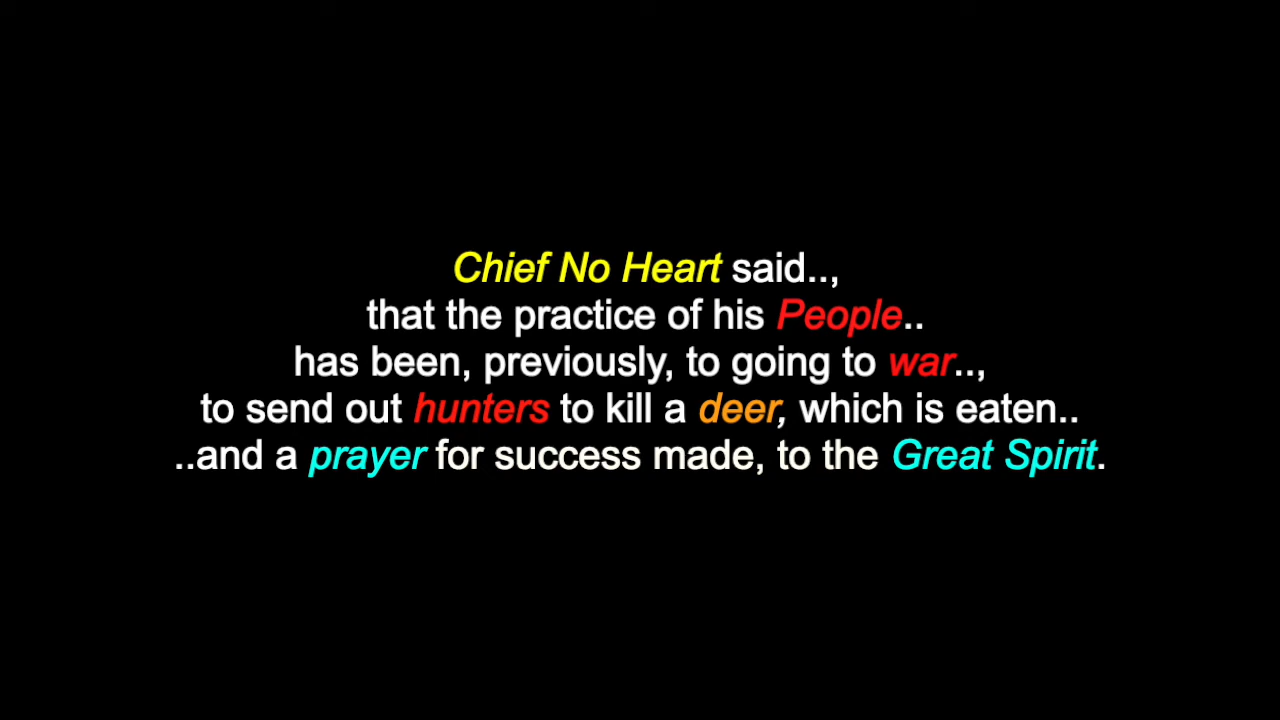 Chief No Heart said..,
that the practice of his People..
has been, previously, to going to war..,
to send out hunters to kill a deer, which is eaten..
..and a prayer for success made, to the Great Spirit.